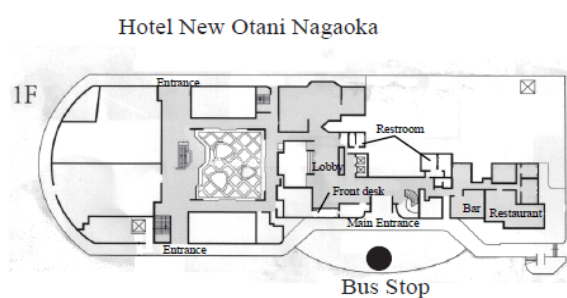 Hotel New Otani Nagaoka
Entrance
1F
Restroom
Lobby
Front desk
Bar
Restaurant
Main Entrance
Entrance
Bus Stop